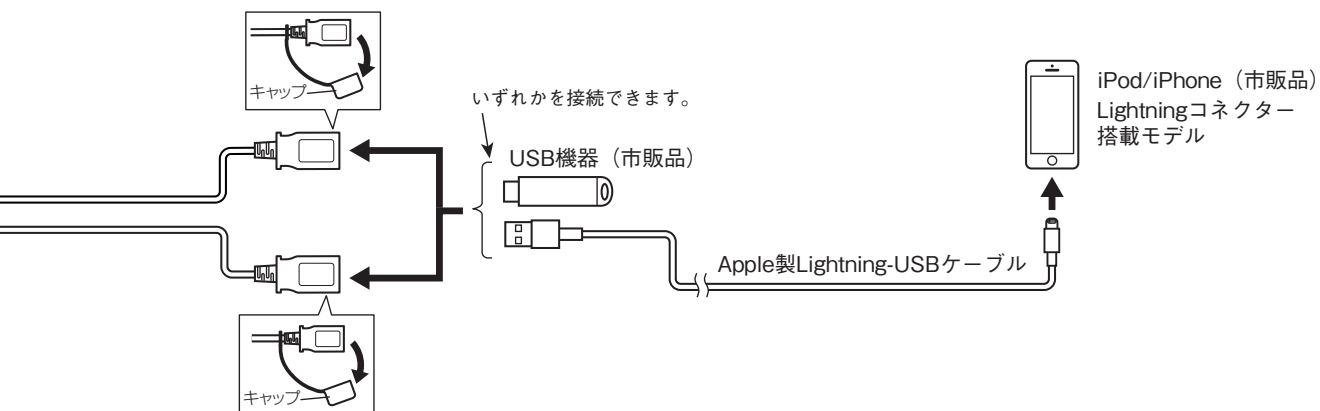 キャップ
いずれかを接続できます。
USB機器（市販品）
iPod/iPhone（市販品）
Lightningコネクター
搭載モデル
Apple製Lightning-USBケーブル
キャップ